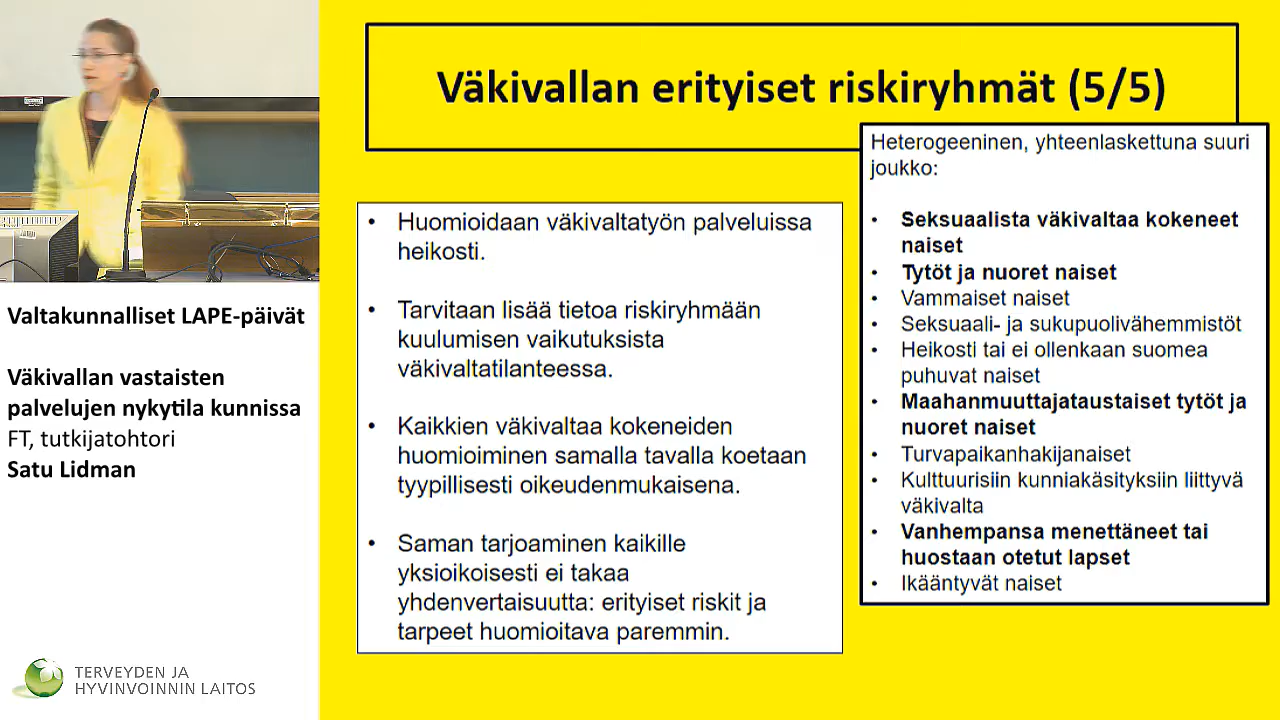 Väkivallan erityiset riskiryhmät (5/5)
Heterogeeninen, yhteenlaskettuna suuri
joukko:
• Seksuaalista väkivaltaa kokeneet
naiset
• Tytöt ja nuoret naiset
• Vammaiset naiset
• Seksuaali- ja sukupuolivähemmistöt
• Heikosti tai ei ollenkaan suomea
puhuvat naiset
• Maahanmuuttajataustaiset tytöt ja
nuoret naiset
• Turvapaikanhakijanaiset
• Kulttuurisiin kunniakäsityksiin liittyvä
väkivalta
• Vanhempansa menettäneet tai
huostaan otetut lapset
• Ikääntyvät naiset
• Huomioidaan väkivaltatyön palveluissa
heikosti.
• Tarvitaan lisää tietoa riskiryhmään
kuulumisen vaikutuksista
väkivaltatilanteessa.
• Kaikkien väkivaltaa kokeneiden
huomioiminen samalla tavalla koetaan
tyypillisesti oikeudenmukaisena.
• Saman tarjoaminen kaikille
yksioikoisesti ei takaa
yhdenvertaisuutta: erityiset riskit ja
tarpeet huomioitava paremmin.
Valtakunnalliset LAPE-päivät
Väkivallan vastaisten
palvelujen nykytila kunnissa
FT, tutkijatohtori
Satu Lidman
TERVEYDEN JA
HYVINVOINNIN LAITOS